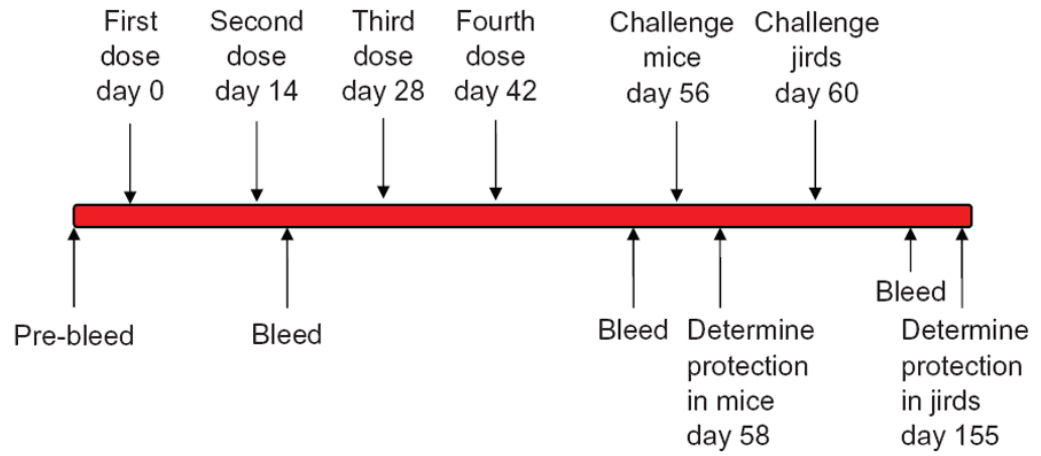 First
dose
day 0
Second
dose
day 14
Third
dose
day 28
Fourth
dose
day 42
Challenge
mice
day 56
Challenge
jirds
day 60
Pre-bleed
Bleed
Bleed
Determine
protection
in mice
day 58
Bleed
Determine
protection
in jirds
day 155